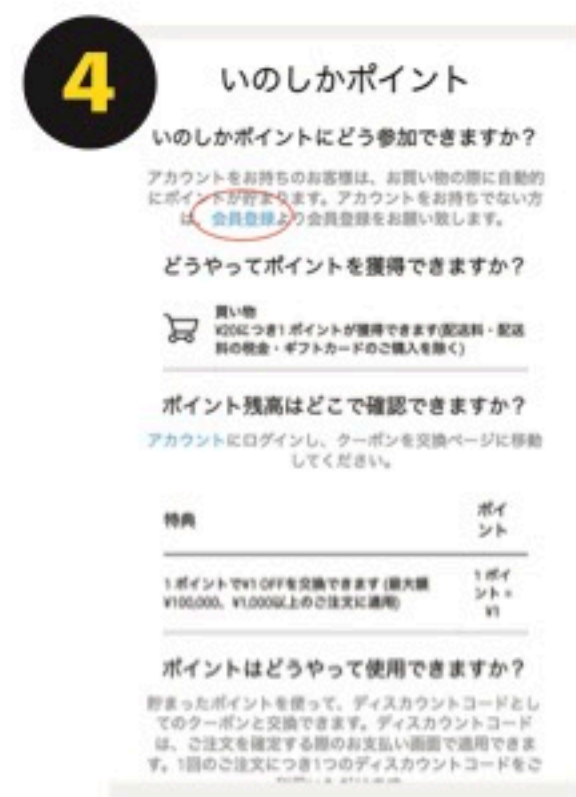 4
いのしかポイント
いのしかポイントにどう参加できますか？
アカウントをお持ちのお客様は、お買い物の際に自動的
にポイントが貯まります。アカウントをお持ちでない方
は、会員登録より会員登録をお願い致します。
どうやってポイントを獲得できますか？
買い物
¥20につき1 ポイントが獲得できます(配送料・配送
料の税金・ギフトカードのご購入を除く)
ポイント残高はどこで確認できますか？
アカウントにログインし、クーポンを交換ページに移動
してください。
特典
ポイ
ント
1 ポイントで¥1 OFFを交換できます (最大額
¥100,000、¥1,000以上のご注文に適用)
1 ポイ
ント =
¥1
ポイントはどうやって使用できますか？
貯まったポイントを使って、ディスカウントコードとし
てのクーポンと交換できます。ディスカウントコード
は、ご注文を確定する際のお支払い画面で適用できま
す。1回のご注文につき1つのディスカウントコードをご